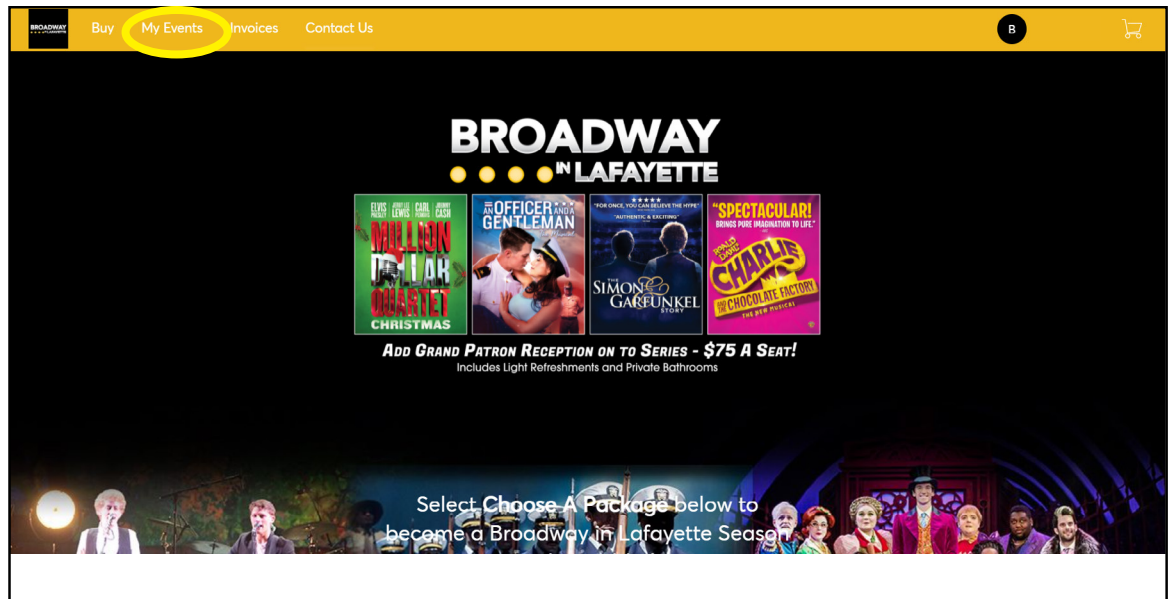 BROADWAY
IN LAFAYETTE
Buy My Events Invoices Contact Us
B
BROADWAY
IN LAFAYETTE
ELVIS PRESLEY JERRY LEE LEWIS CARL PERKINS JOHNNY CASH
MILLION
DOLLAR
QUARTET
CHRISTMAS
AN OFFICER AND A
GENTLEMAN
★★★★★
"FOR ONCE, YOU CAN BELIEVE THE HYPE"
"AUTHENTIC & EXCITING"
THE
SIMON &
GARFUNKEL
STORY
"SPECTACULAR!
BRINGS PURE IMAGINATION TO LIFE."
ROALD DAHL'S
CHARLIE
AND THE CHOCOLATE FACTORY
THE NEW MUSICAL
ADD GRAND PATRON RECEPTION ON TO SERIES - $75 A SEAT!
Includes Light Refreshments and Private Bathrooms
Select Choose A Package below to
become a Broadway in Lafayette Season